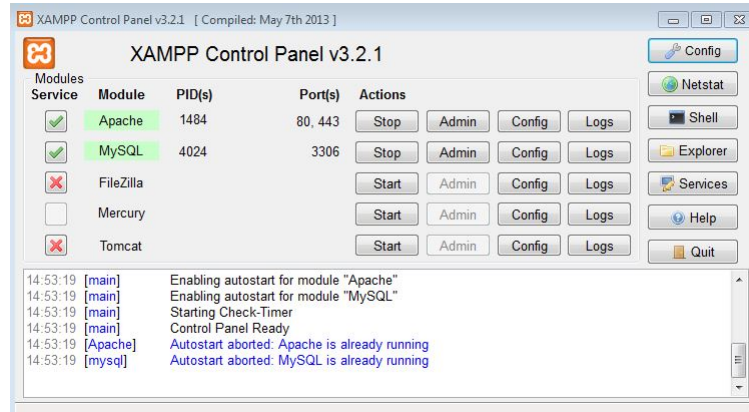 XAMPP Control Panel v3.2.1 [ Compiled: May 7th 2013 ]
XAMPP Control Panel v3.2.1
Config
Netstat
Shell
Explorer
Services
Help
Quit
Modules
Service Module PID(s) Port(s) Actions
Apache 1484 80, 443 Stop Admin Config Logs
MySQL 4024 3306 Stop Admin Config Logs
FileZilla Start Admin Config Logs
Mercury Start Admin Config Logs
Tomcat Start Admin Config Logs
14:53:19 [main] Enabling autostart for module "Apache"
14:53:19 [main] Enabling autostart for module "MySQL"
14:53:19 [main] Starting Check-Timer
14:53:19 [main] Control Panel Ready
14:53:19 [Apache] Autostart aborted: Apache is already running
14:53:19 [mysql] Autostart aborted: MySQL is already running